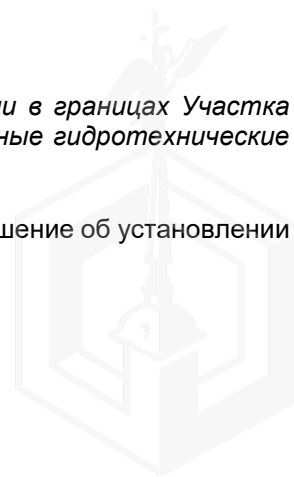 ии в границах Участка
ные гидротехнические
шение об установлении